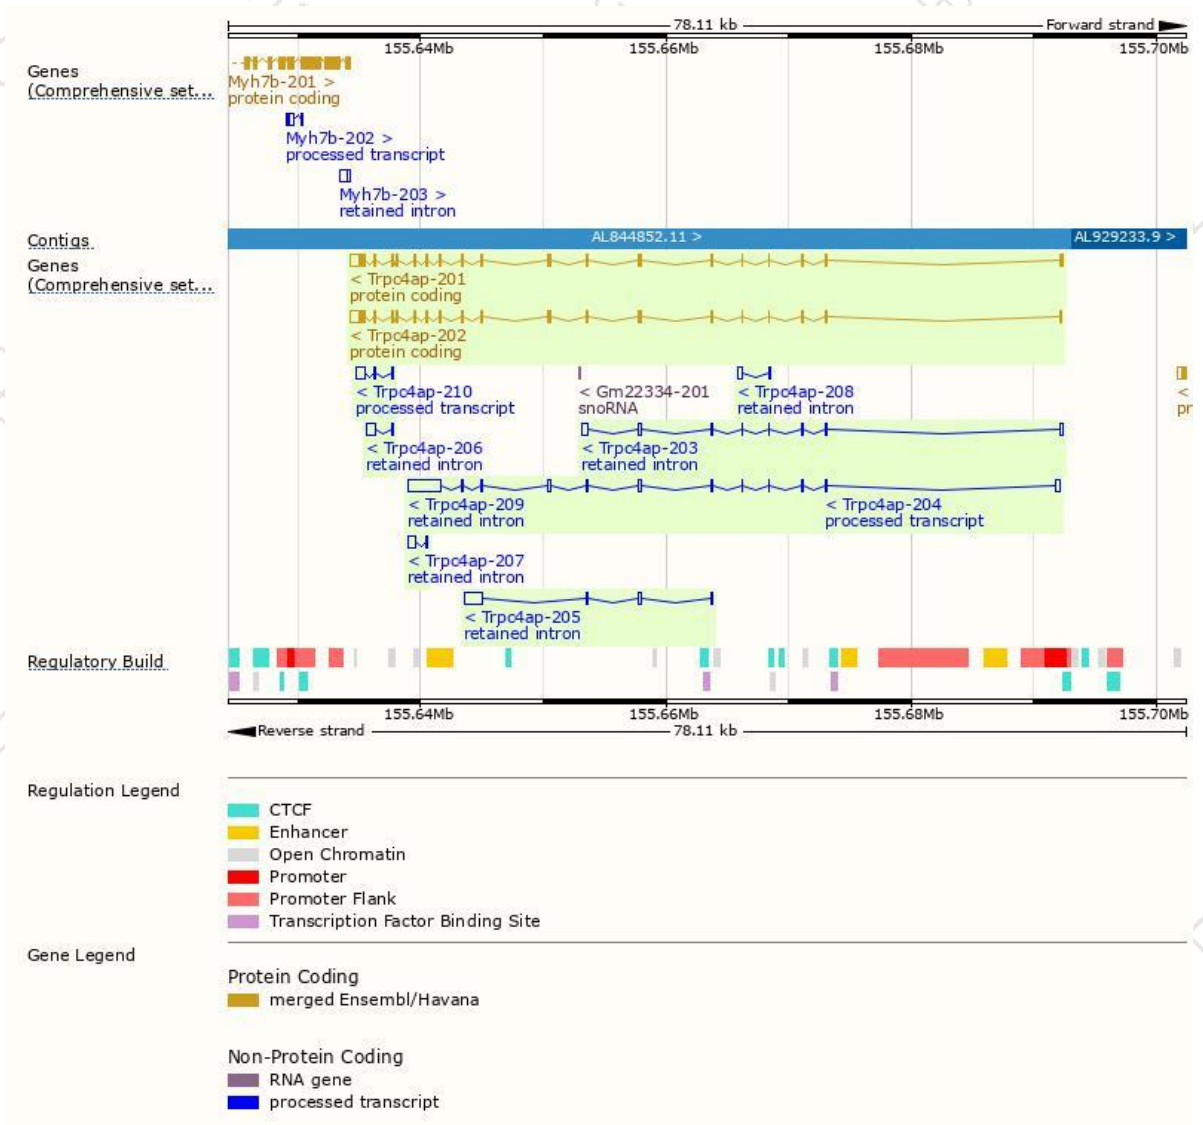 78.11 kb
Forward strand
155.64Mb 155.66Mb 155.68Mb 155.70Mb
Genes
(Comprehensive set...
Myh7b-201 >
protein coding
Myh7b-202 >
processed transcript
Myh7b-203 >
retained intron
Contigs
AL844852.11 > AL929233.9 >
Genes
(Comprehensive set...
< Trpc4ap-201
protein coding
< Trpc4ap-202
protein coding
< Trpc4ap-210 < Gm22334-201 < Trpc4ap-208 <
processed transcript snoRNA retained intron pr
< Trpc4ap-206 < Trpc4ap-203
retained intron retained intron
< Trpc4ap-209 < Trpc4ap-204
retained intron processed transcript
< Trpc4ap-207
retained intron
< Trpc4ap-205
retained intron
Regulatory Build
155.64Mb 155.66Mb 155.68Mb 155.70Mb
Reverse strand 78.11 kb
Regulation Legend
CTCF
Enhancer
Open Chromatin
Promoter
Promoter Flank
Transcription Factor Binding Site
Gene Legend
Protein Coding
merged Ensembl/Havana
Non-Protein Coding
RNA gene
processed transcript